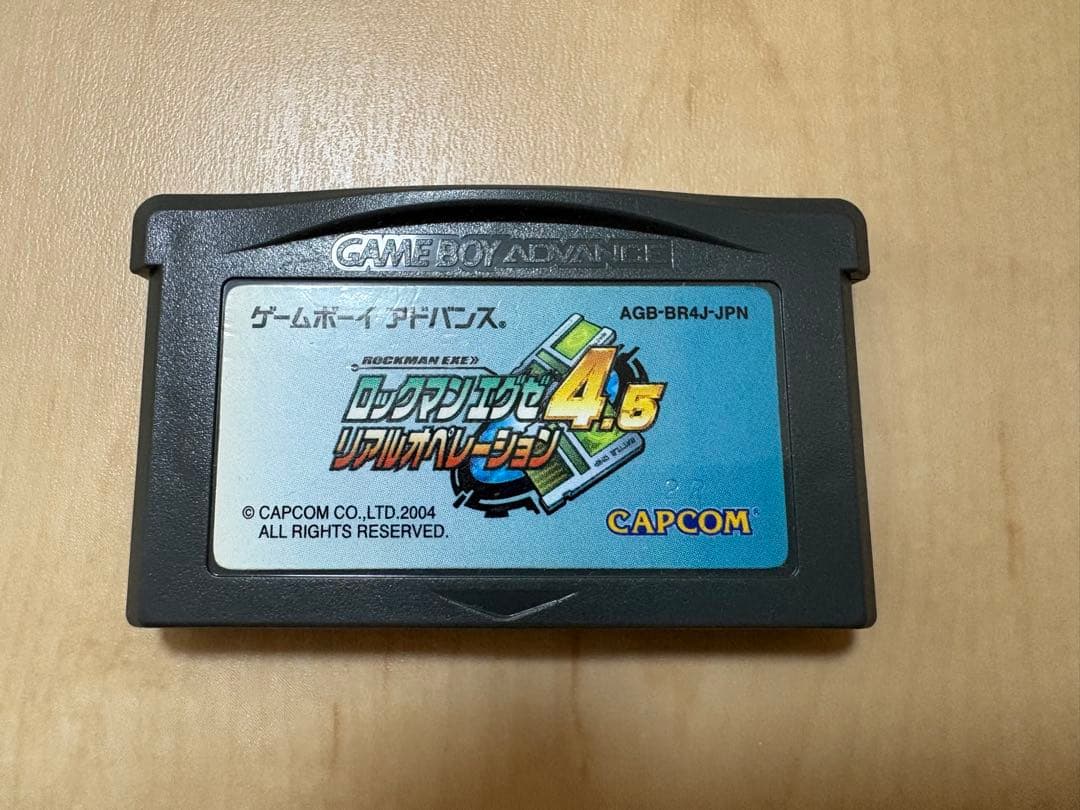 GAME BOY ADVANCE
ゲームボーイ アドバンス®
AGB-BR4J-JPN
ROCKMAN EXE
ロックマンエグゼ4.5
リアルオペレーション
BATTLE CHIP
© CAPCOM CO.,LTD.2004
ALL RIGHTS RESERVED.
CAPCOM®